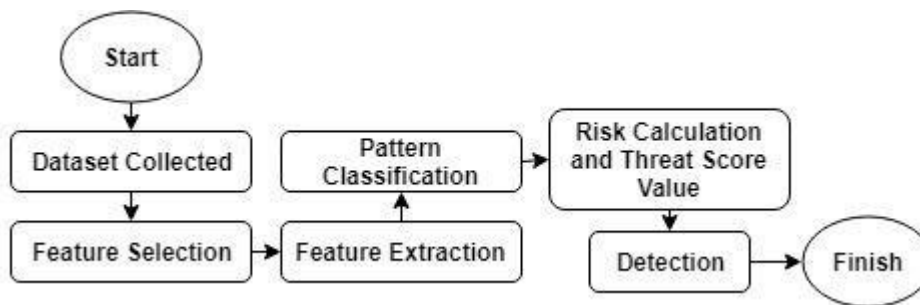 Start
Dataset Collected
Feature Selection
Feature Extraction
Pattern
Classification
Risk Calculation
and Threat Score
Value
Detection
Finish